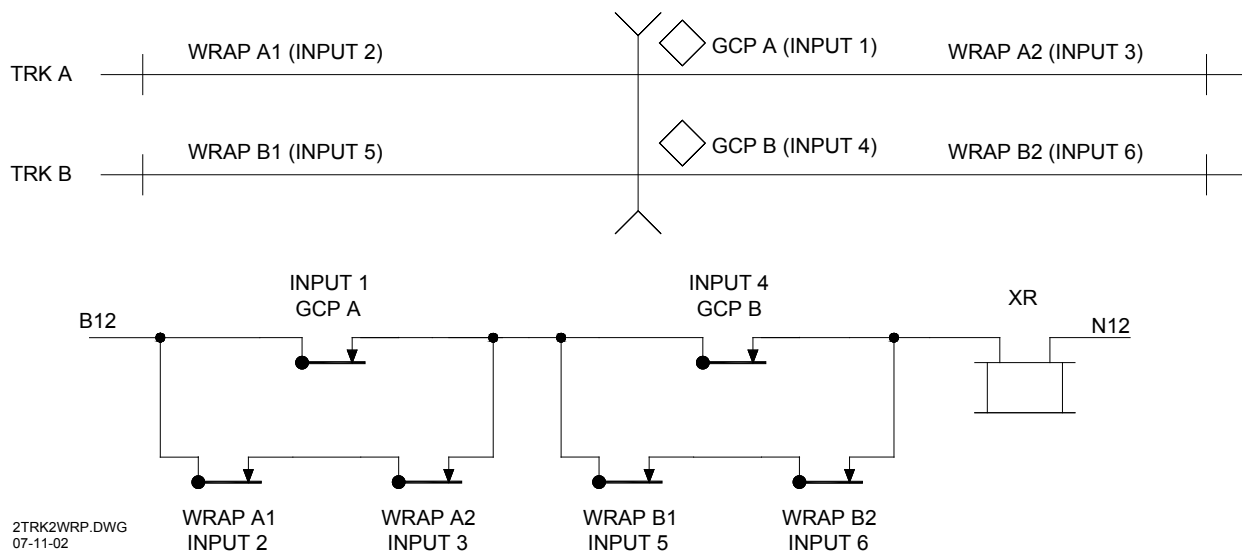 WRAP A1 (INPUT 2)
GCP A (INPUT 1)
WRAP A2 (INPUT 3)
TRK A
WRAP B1 (INPUT 5)
GCP B (INPUT 4)
WRAP B2 (INPUT 6)
TRK B
INPUT 1
GCP A
INPUT 4
GCP B
XR
B12
N12
WRAP A1
INPUT 2
WRAP A2
INPUT 3
WRAP B1
INPUT 5
WRAP B2
INPUT 6
2TRK2WRP.DWG
07-11-02